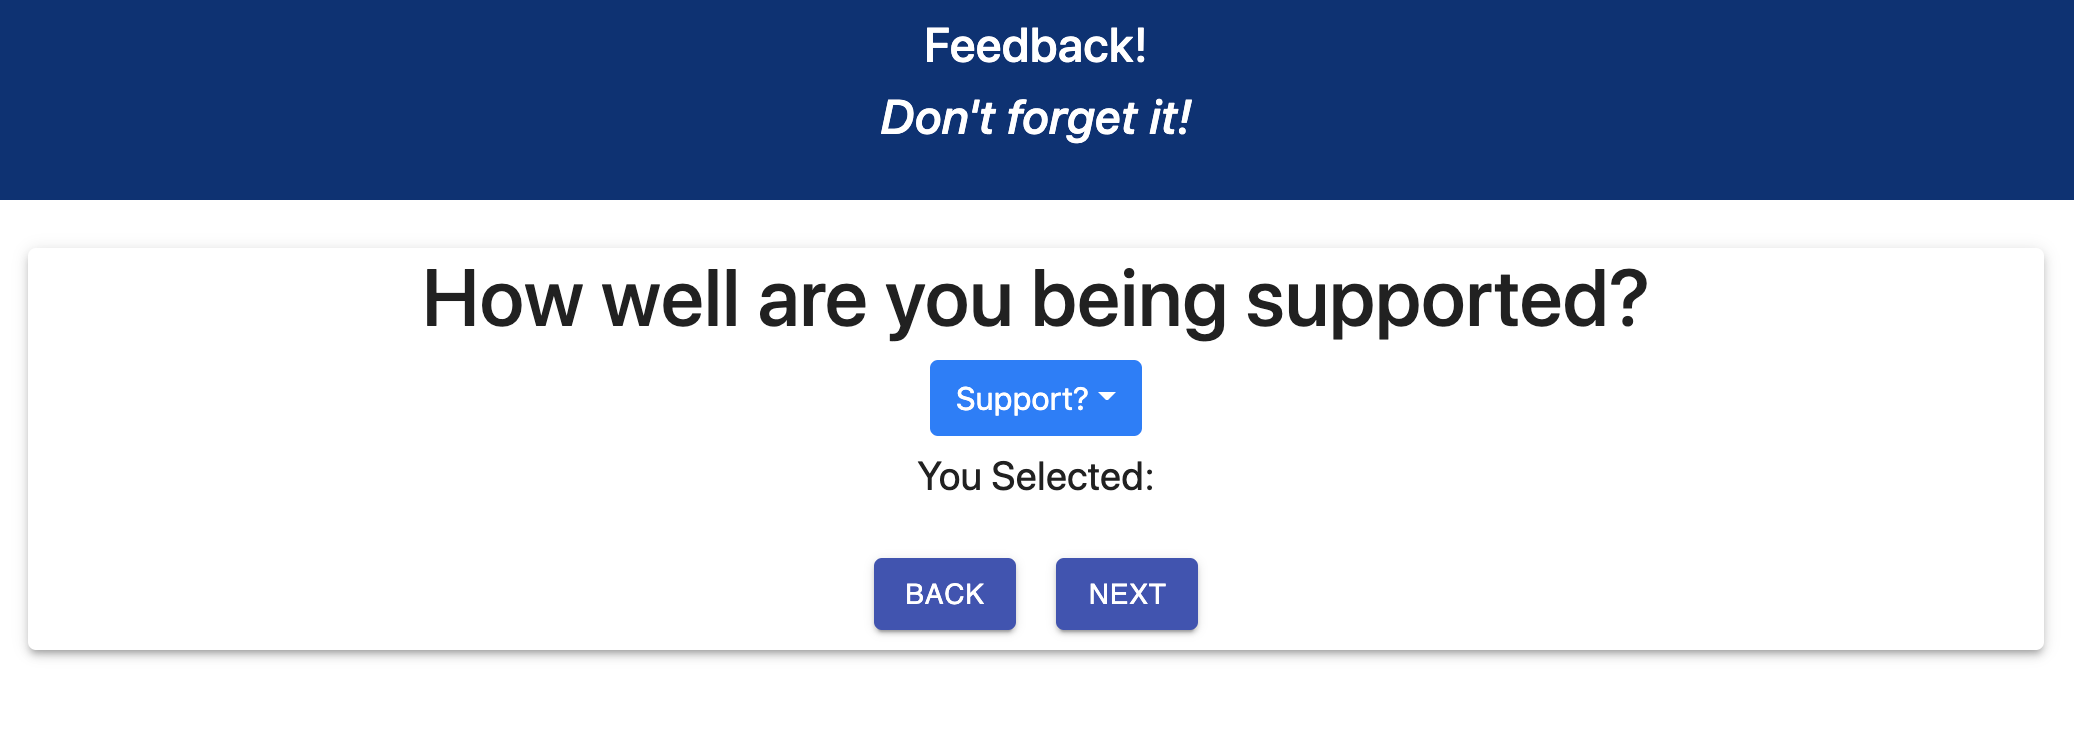 Feedback!
Don't forget it!
How well are you being supported?
Support?
You Selected:
BACK NEXT